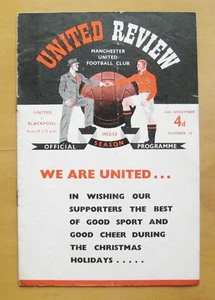 UNITED REVIEW
MANCHESTER
UNITED
FOOTBALL CLUB
UNITED
v
BLACKPOOL
DECEMBER
4d
OFFICIAL
SEASON
PROGRAMME
WE ARE UNITED...
IN WISHING OUR
SUPPORTERS THE BEST
OF GOOD SPORT AND
GOOD CHEER DURING
THE CHRISTMAS
HOLIDAYS.....